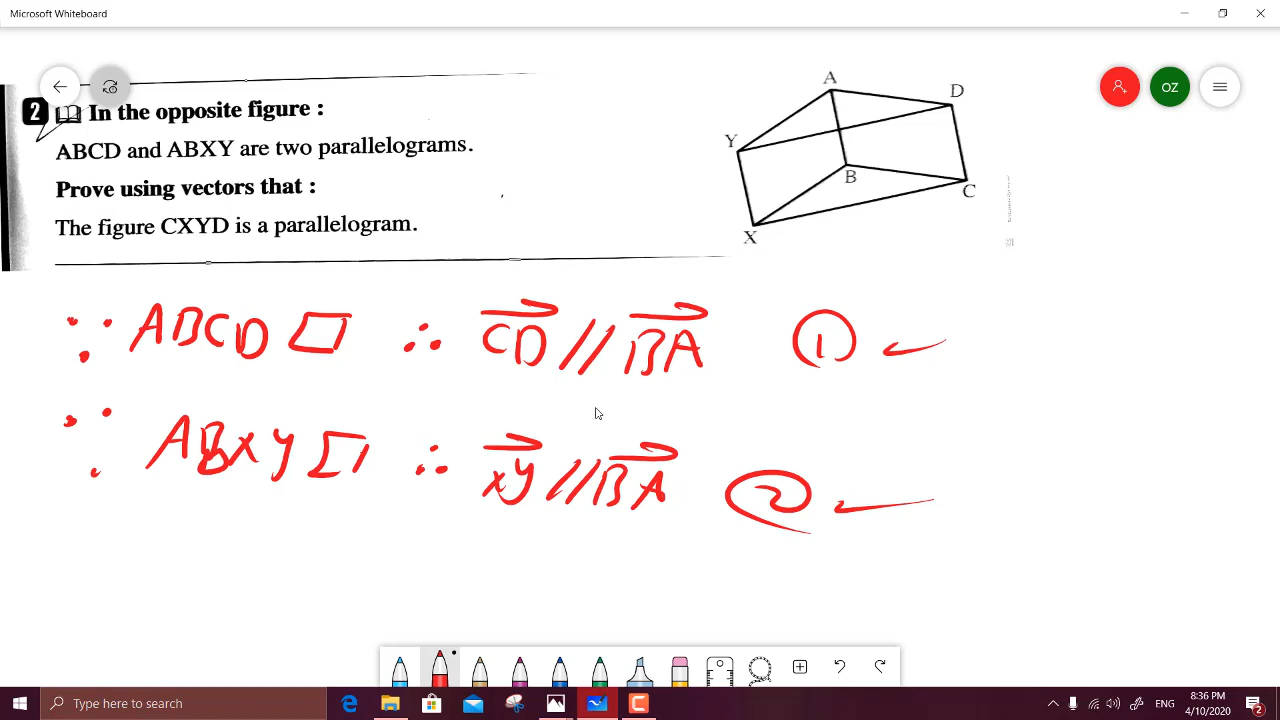 Microsoft Whiteboard
OZ
2 In the opposite figure :
ABCD and ABXY are two parallelograms.
Prove using vectors that :
The figure CXYD is a parallelogram.
A
D
Y
B
C
X
∵ ABCD ▱ ∴ CD // BA ①
∵ ABXY ▱ ∴ XY // BA ②
Type here to search
ENG
8:36 PM
4/10/2020
2